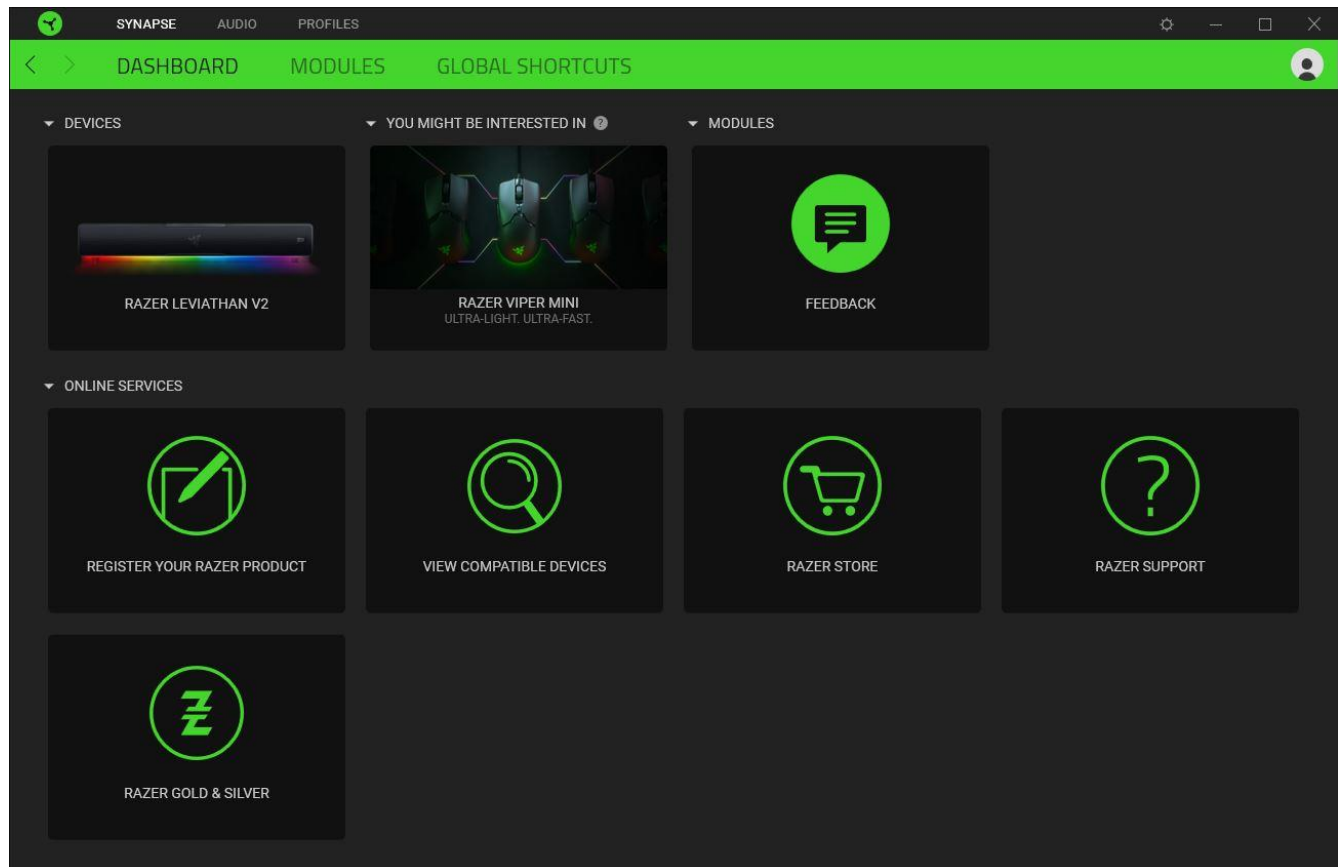 SYNAPSE AUDIO PROFILES
DASHBOARD MODULES GLOBAL SHORTCUTS
DEVICES
YOU MIGHT BE INTERESTED IN ?
MODULES
RAZER LEVIATHAN V2
RAZER VIPER MINI
ULTRA-LIGHT. ULTRA-FAST.
FEEDBACK
ONLINE SERVICES
REGISTER YOUR RAZER PRODUCT
VIEW COMPATIBLE DEVICES
RAZER STORE
?
RAZER SUPPORT
RAZER GOLD & SILVER